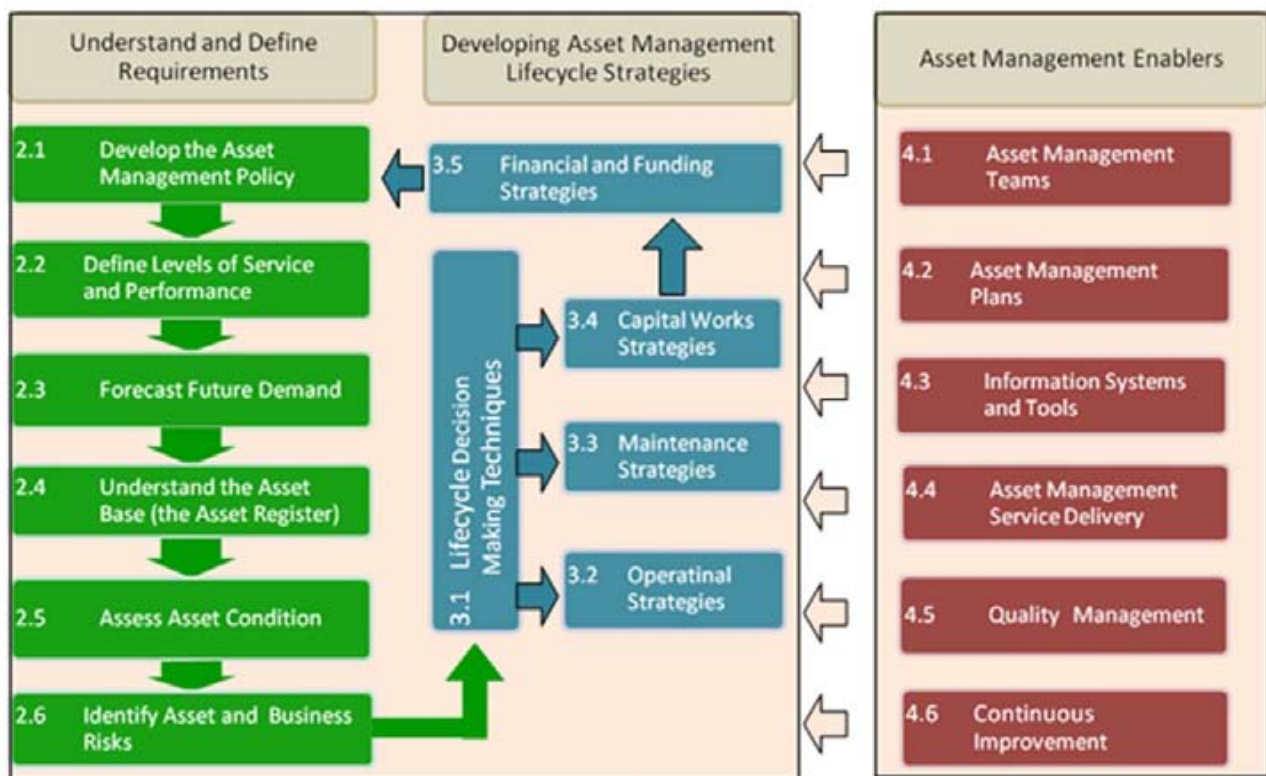 Understand and Define
Requirements
2.1 Develop the Asset
Management Policy
2.2 Define Levels of Service
and Performance
2.3 Forecast Future Demand
2.4 Understand the Asset
Base (the Asset Register)
2.5 Assess Asset Condition
2.6 Identify Asset and Business
Risks
Developing Asset Management
Lifecycle Strategies
3.5 Financial and Funding
Strategies
3.1 Lifecycle Decision
Making Techniques
3.4 Capital Works
Strategies
3.3 Maintenance
Strategies
3.2 Operatinal
Strategies
Asset Management Enablers
4.1 Asset Management
Teams
4.2 Asset Management
Plans
4.3 Information Systems
and Tools
4.4 Asset Management
Service Delivery
4.5 Quality Management
4.6 Continuous
Improvement